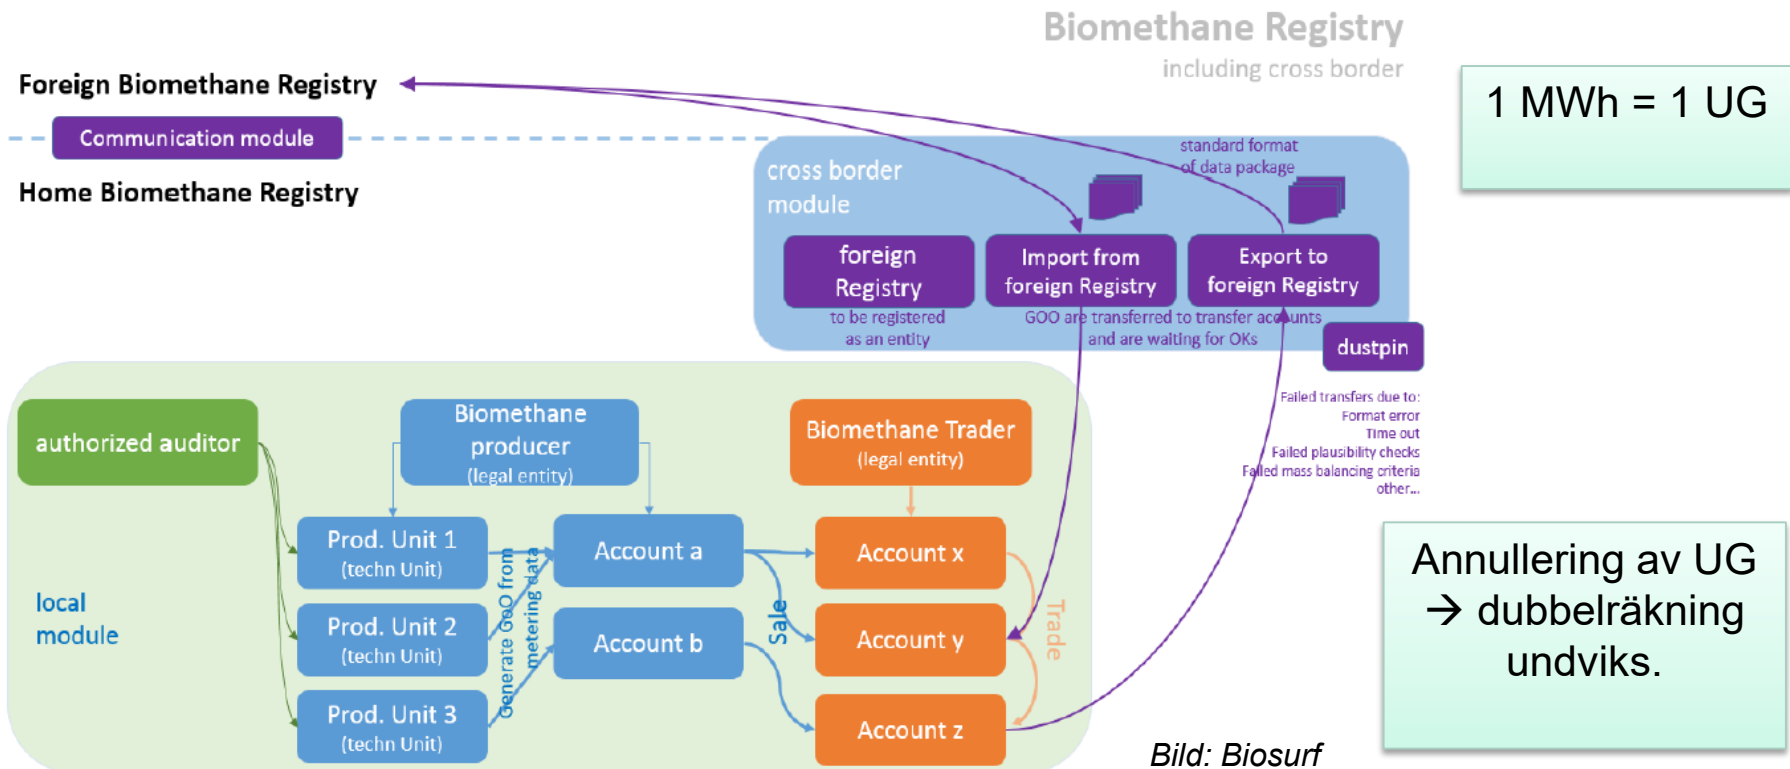 Biomethane Registry
including cross border
Foreign Biomethane Registry
Communication module
Home Biomethane Registry
1 MWh = 1 UG
cross border
module
standard format
of data package
foreign
Registry
to be registered
as an entity
Import from
foreign Registry
Export to
foreign Registry
GOO are transferred to transfer accounts
and are waiting for OKs
dustpin
Failed transfers due to:
Format error
Time out
Failed plausibility checks
Failed mass balancing criteria
other...
authorized auditor
Biomethane
producer
(legal entity)
Biomethane Trader
(legal entity)
local
module
Prod. Unit 1
(techn Unit)
Prod. Unit 2
(techn Unit)
Prod. Unit 3
(techn Unit)
Generate GoO from
metering data
Account a
Account b
Sale
Account x
Account y
Account z
Trade
Annullering av UG
→ dubbelräkning
undviks.
Bild: Biosurf